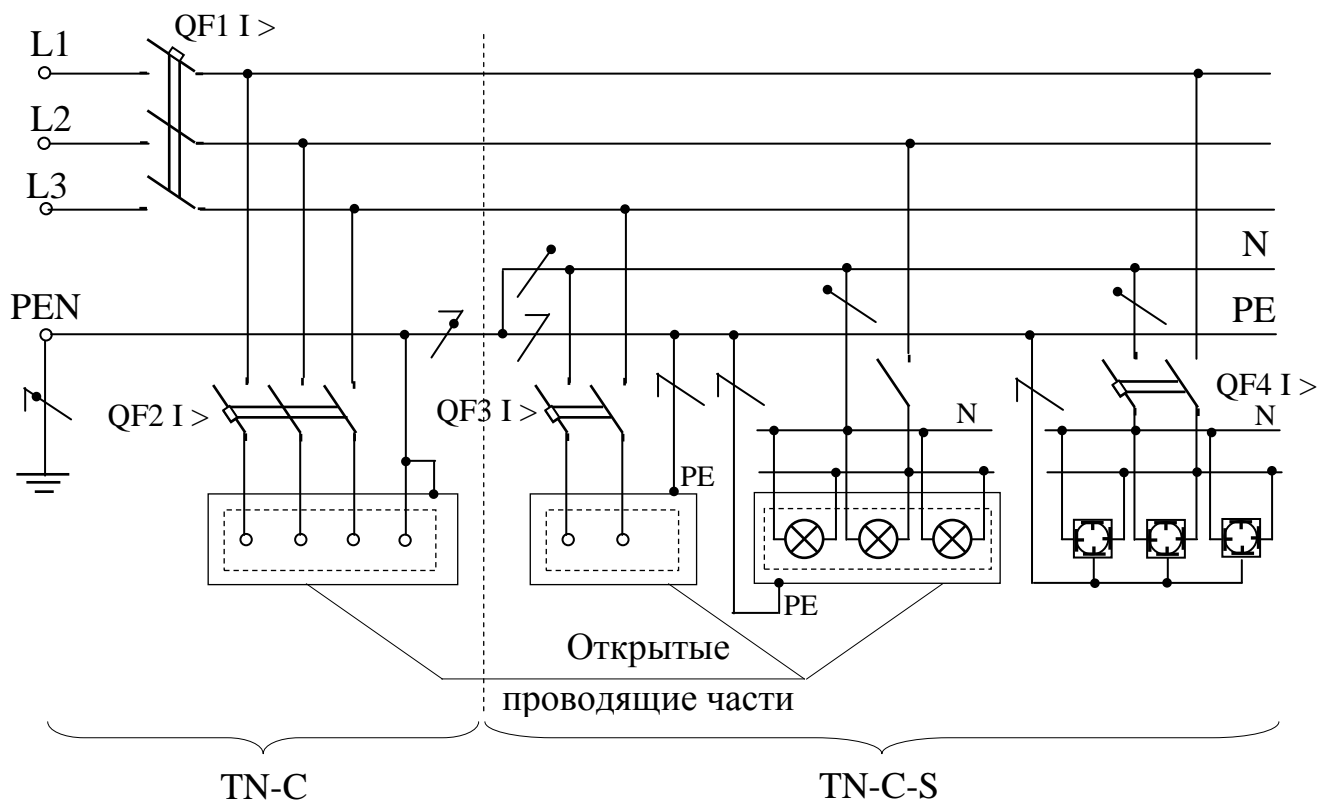 QF1 I >
L1
L2
L3
N
PEN
PE
QF2 I >
QF3 I >
QF4 I >
N
N
PE
PE
Открытые
проводящие части
TN-C
TN-C-S